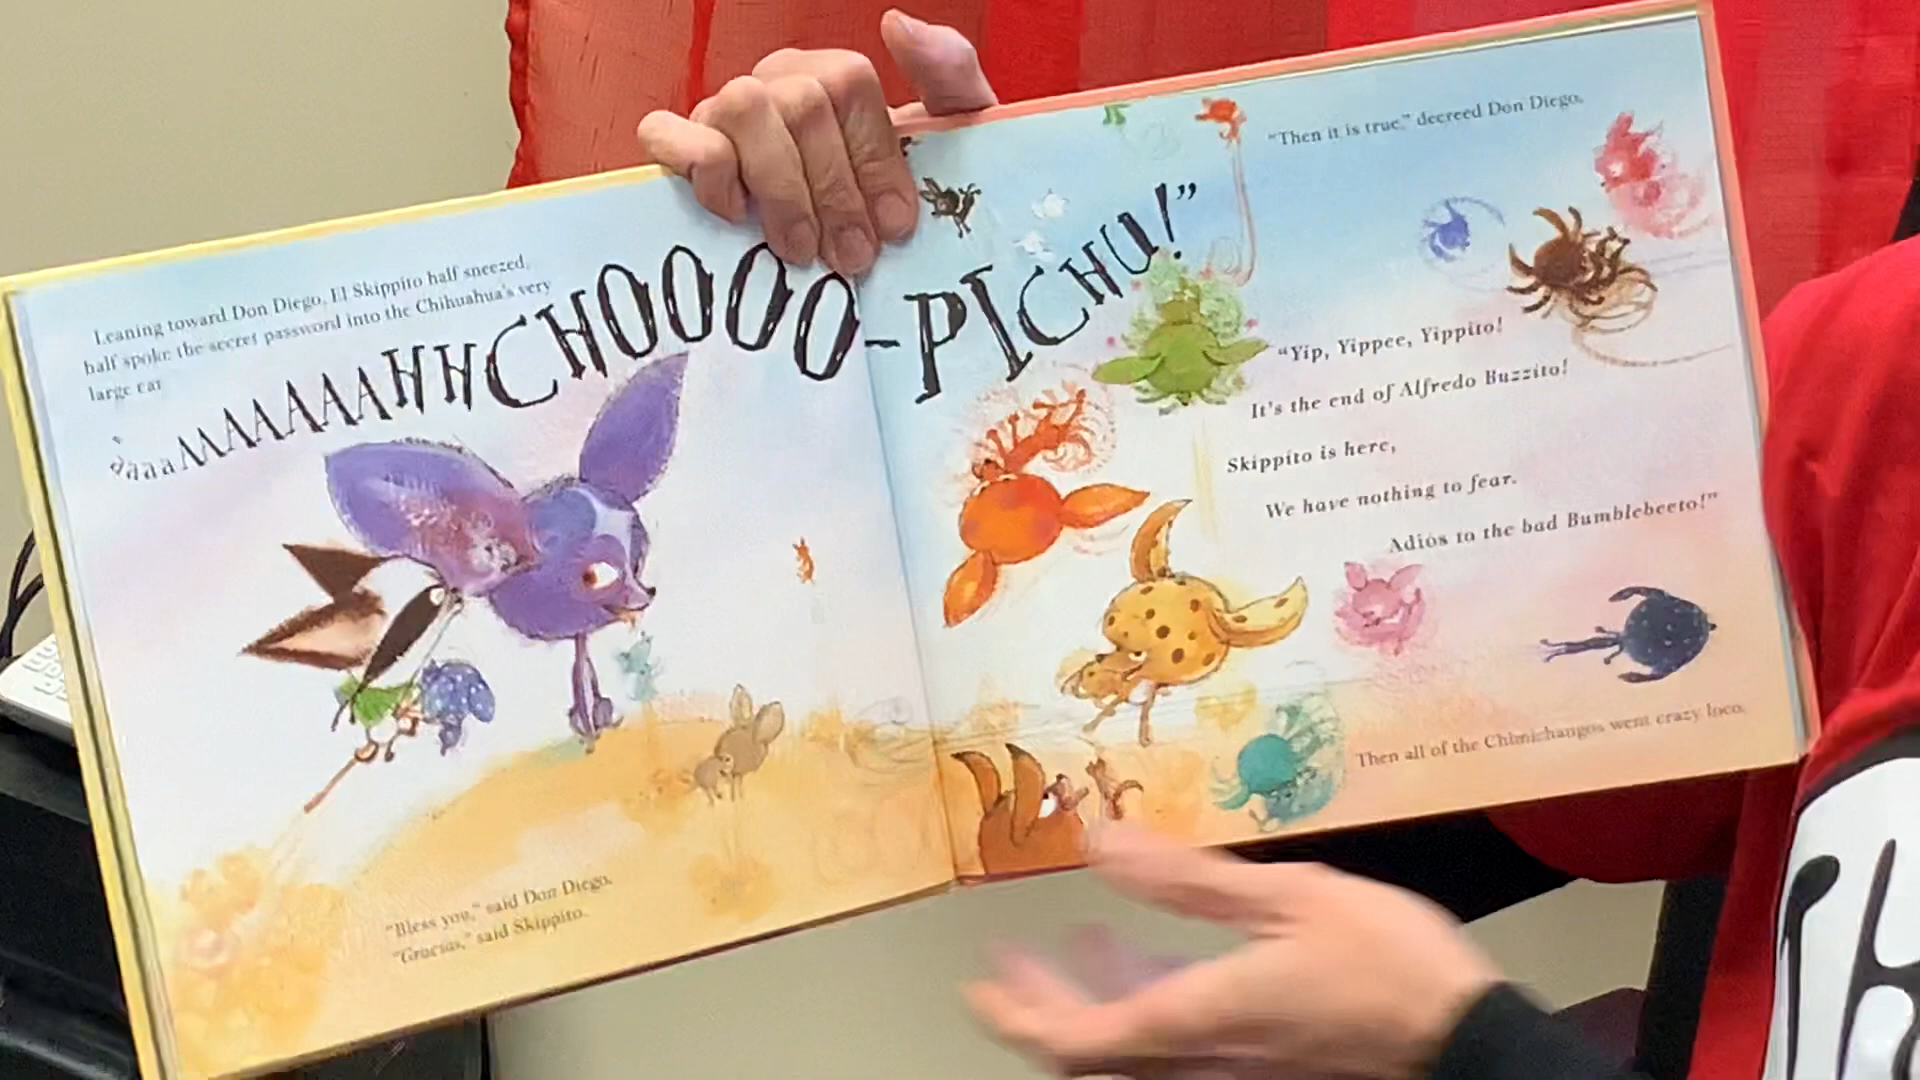 Leaning toward Don Diego, El Skippito half sneezed,
half spoke the secret password into the Chihuahua's very
large ear
"aaaAAAAAAAHHCHOOOO-PICHU!"
"Bless you," said Don Diego.
"Gracias," said Skippito.
"Then it is true," decreed Don Diego.
"Yip, Yippee, Yippito!
It's the end of Alfredo Buzzito!
Skippito is here,
We have nothing to fear.
Adiós to the bad Bumblebeeto!"
Then all of the Chimichangos went crazy loco.